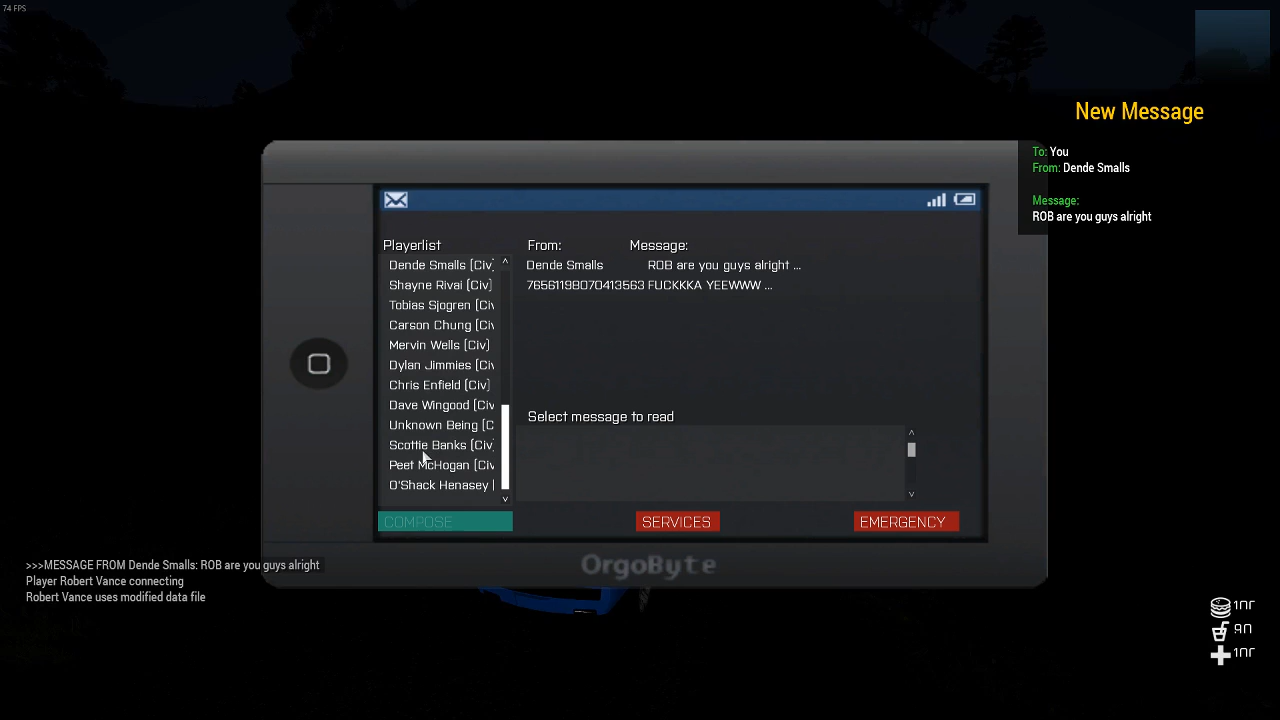 74 FPS
New Message
To: You
From: Dende Smalls
Message:
ROB are you guys alright
Playerlist
From: Message:
Dende Smalls (Civ)
Shayne Rivai (Civ)
Tobias Sjogren (Civ
Carson Chung (Civ
Mervin Wells (Civ)
Dylan Jimmies (Civ
Chris Enfield (Civ)
Dave Wingood (Civ
Unknown Being (C
Scottie Banks (Civ)
Peet McHogan (Civ
O'Shack Henasey (
Dende Smalls ROB are you guys alright ...
76561198070413563 FUCKKKA YEEWWW ...
Select message to read
COMPOSE
SERVICES
EMERGENCY
OrgoByte
>>>MESSAGE FROM Dende Smalls: ROB are you guys alright
Player Robert Vance connecting
Robert Vance uses modified data file